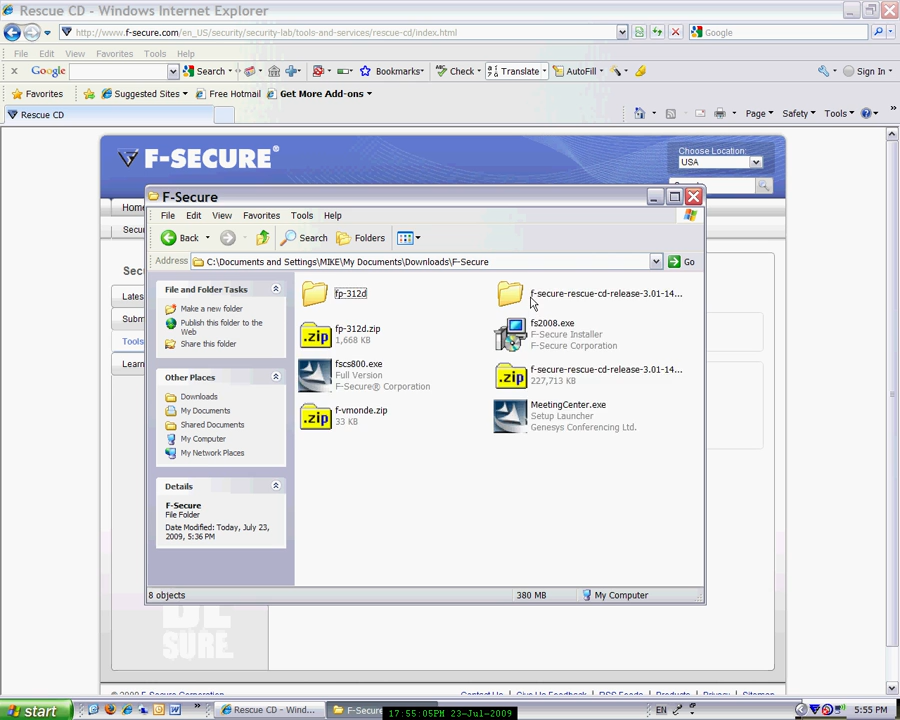 Rescue CD - Windows Internet Explorer
http://www.f-secure.com/en_US/security/security-lab/tools-and-services/rescue-cd/index.html
Google
File Edit View Favorites Tools Help
x Google Search Bookmarks Check Translate AutoFill Sign In
Favorites Suggested Sites Free Hotmail Get More Add-ons
Rescue CD
Page Safety Tools
F-SECURE®
Choose Location:
USA
F-Secure
File Edit View Favorites Tools Help
Back Search Folders
Address C:\Documents and Settings\MIKE\My Documents\Downloads\F-Secure Go
File and Folder Tasks
Make a new folder
Publish this folder to the
Web
Share this folder
Other Places
Downloads
My Documents
Shared Documents
My Computer
My Network Places
Details
F-Secure
File Folder
Date Modified: Today, July 23,
2009, 5:36 PM
fp-312d
fp-312d.zip
1,668 KB
fscs800.exe
Full Version
F-Secure® Corporation
f-vmonde.zip
33 KB
f-secure-rescue-cd-release-3.01-14...
fs2008.exe
F-Secure Installer
F-Secure Corporation
f-secure-rescue-cd-release-3.01-14...
227,713 KB
MeetingCenter.exe
Setup Launcher
Genesys Conferencing Ltd.
8 objects 380 MB My Computer
SURE.
start Rescue CD - Wind... F-Secure 17:55:05PM 23-Jul-2009 EN 5:55 PM